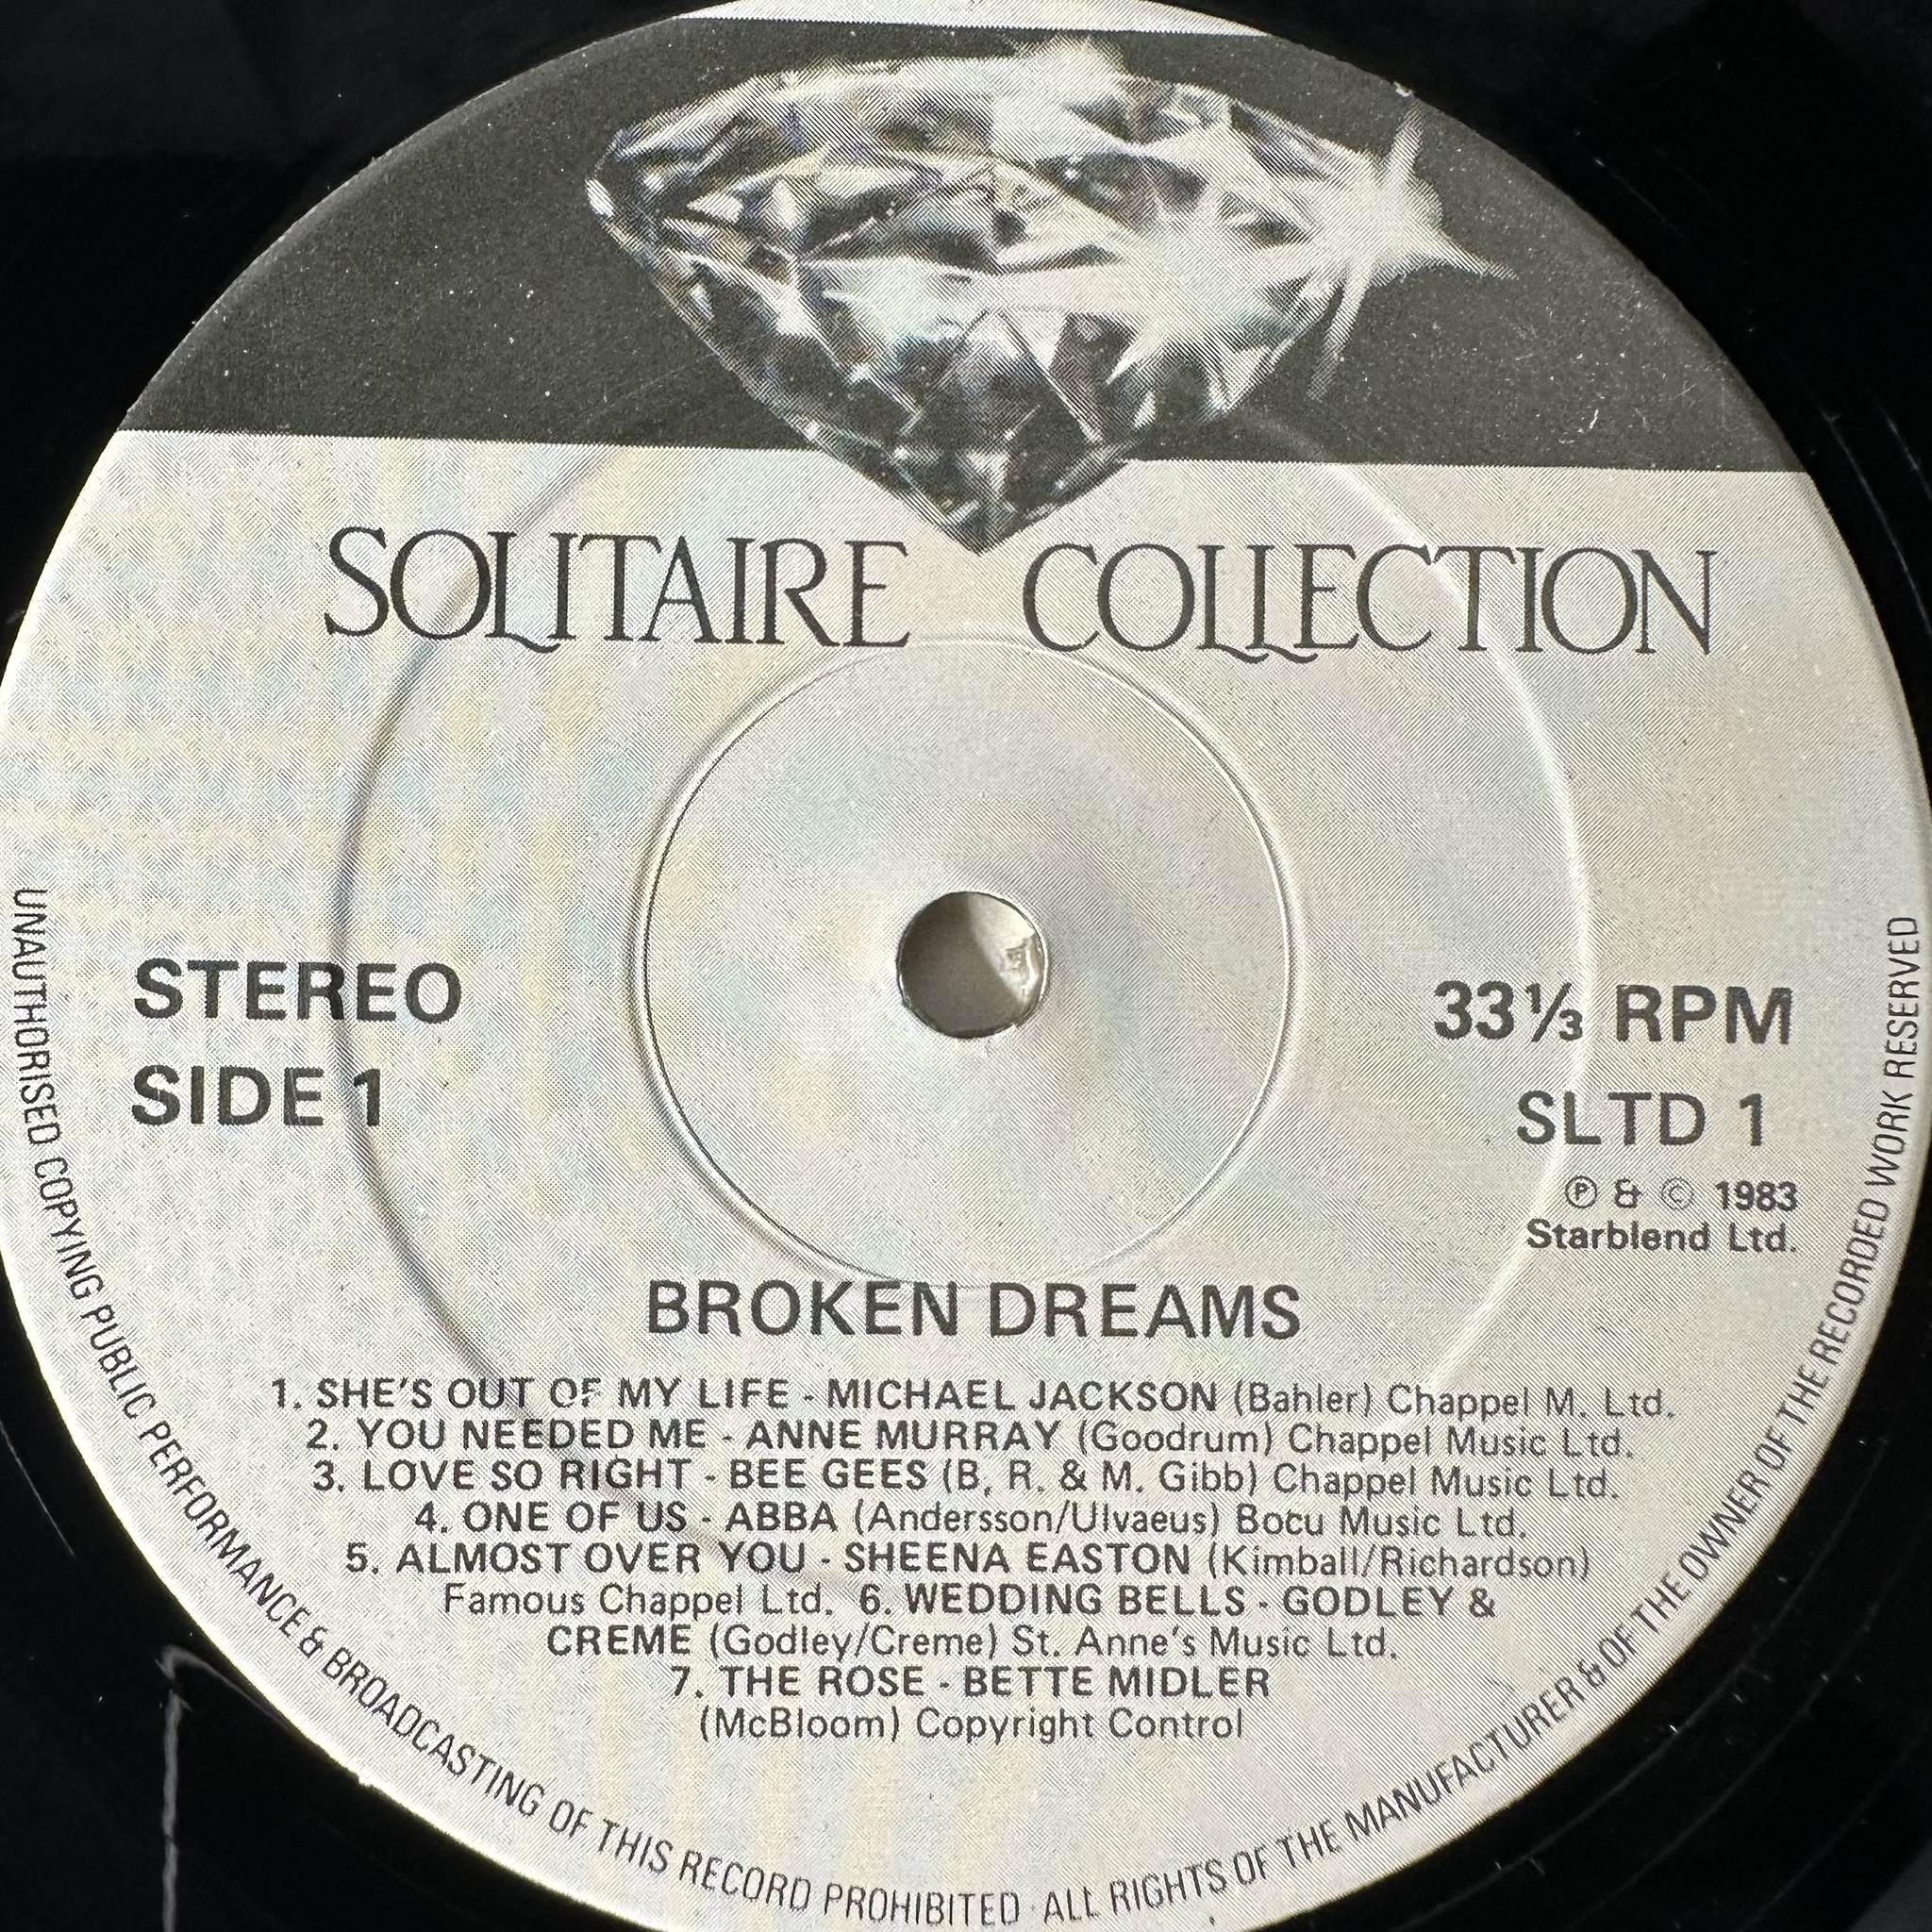 SOLITAIRE COLLECTION
STEREO
SIDE 1
33⅓ RPM
SLTD 1
Ⓟ & © 1983
Starblend Ltd.
BROKEN DREAMS
1. SHE'S OUT OF MY LIFE - MICHAEL JACKSON (Bahler) Chappel M. Ltd.
2. YOU NEEDED ME - ANNE MURRAY (Goodrum) Chappel Music Ltd.
3. LOVE SO RIGHT - BEE GEES (B, R. & M. Gibb) Chappel Music Ltd.
4. ONE OF US - ABBA (Andersson/Ulvaeus) Bocu Music Ltd.
5. ALMOST OVER YOU - SHEENA EASTON (Kimball/Richardson)
Famous Chappel Ltd. 6. WEDDING BELLS - GODLEY &
CREME (Godley/Creme) St. Anne's Music Ltd.
7. THE ROSE - BETTE MIDLER
(McBloom) Copyright Control
UNAUTHORISED COPYING PUBLIC PERFORMANCE & BROADCASTING OF THIS RECORD PROHIBITED · ALL RIGHTS OF THE MANUFACTURER & OF THE OWNER OF THE RECORDED WORK RESERVED